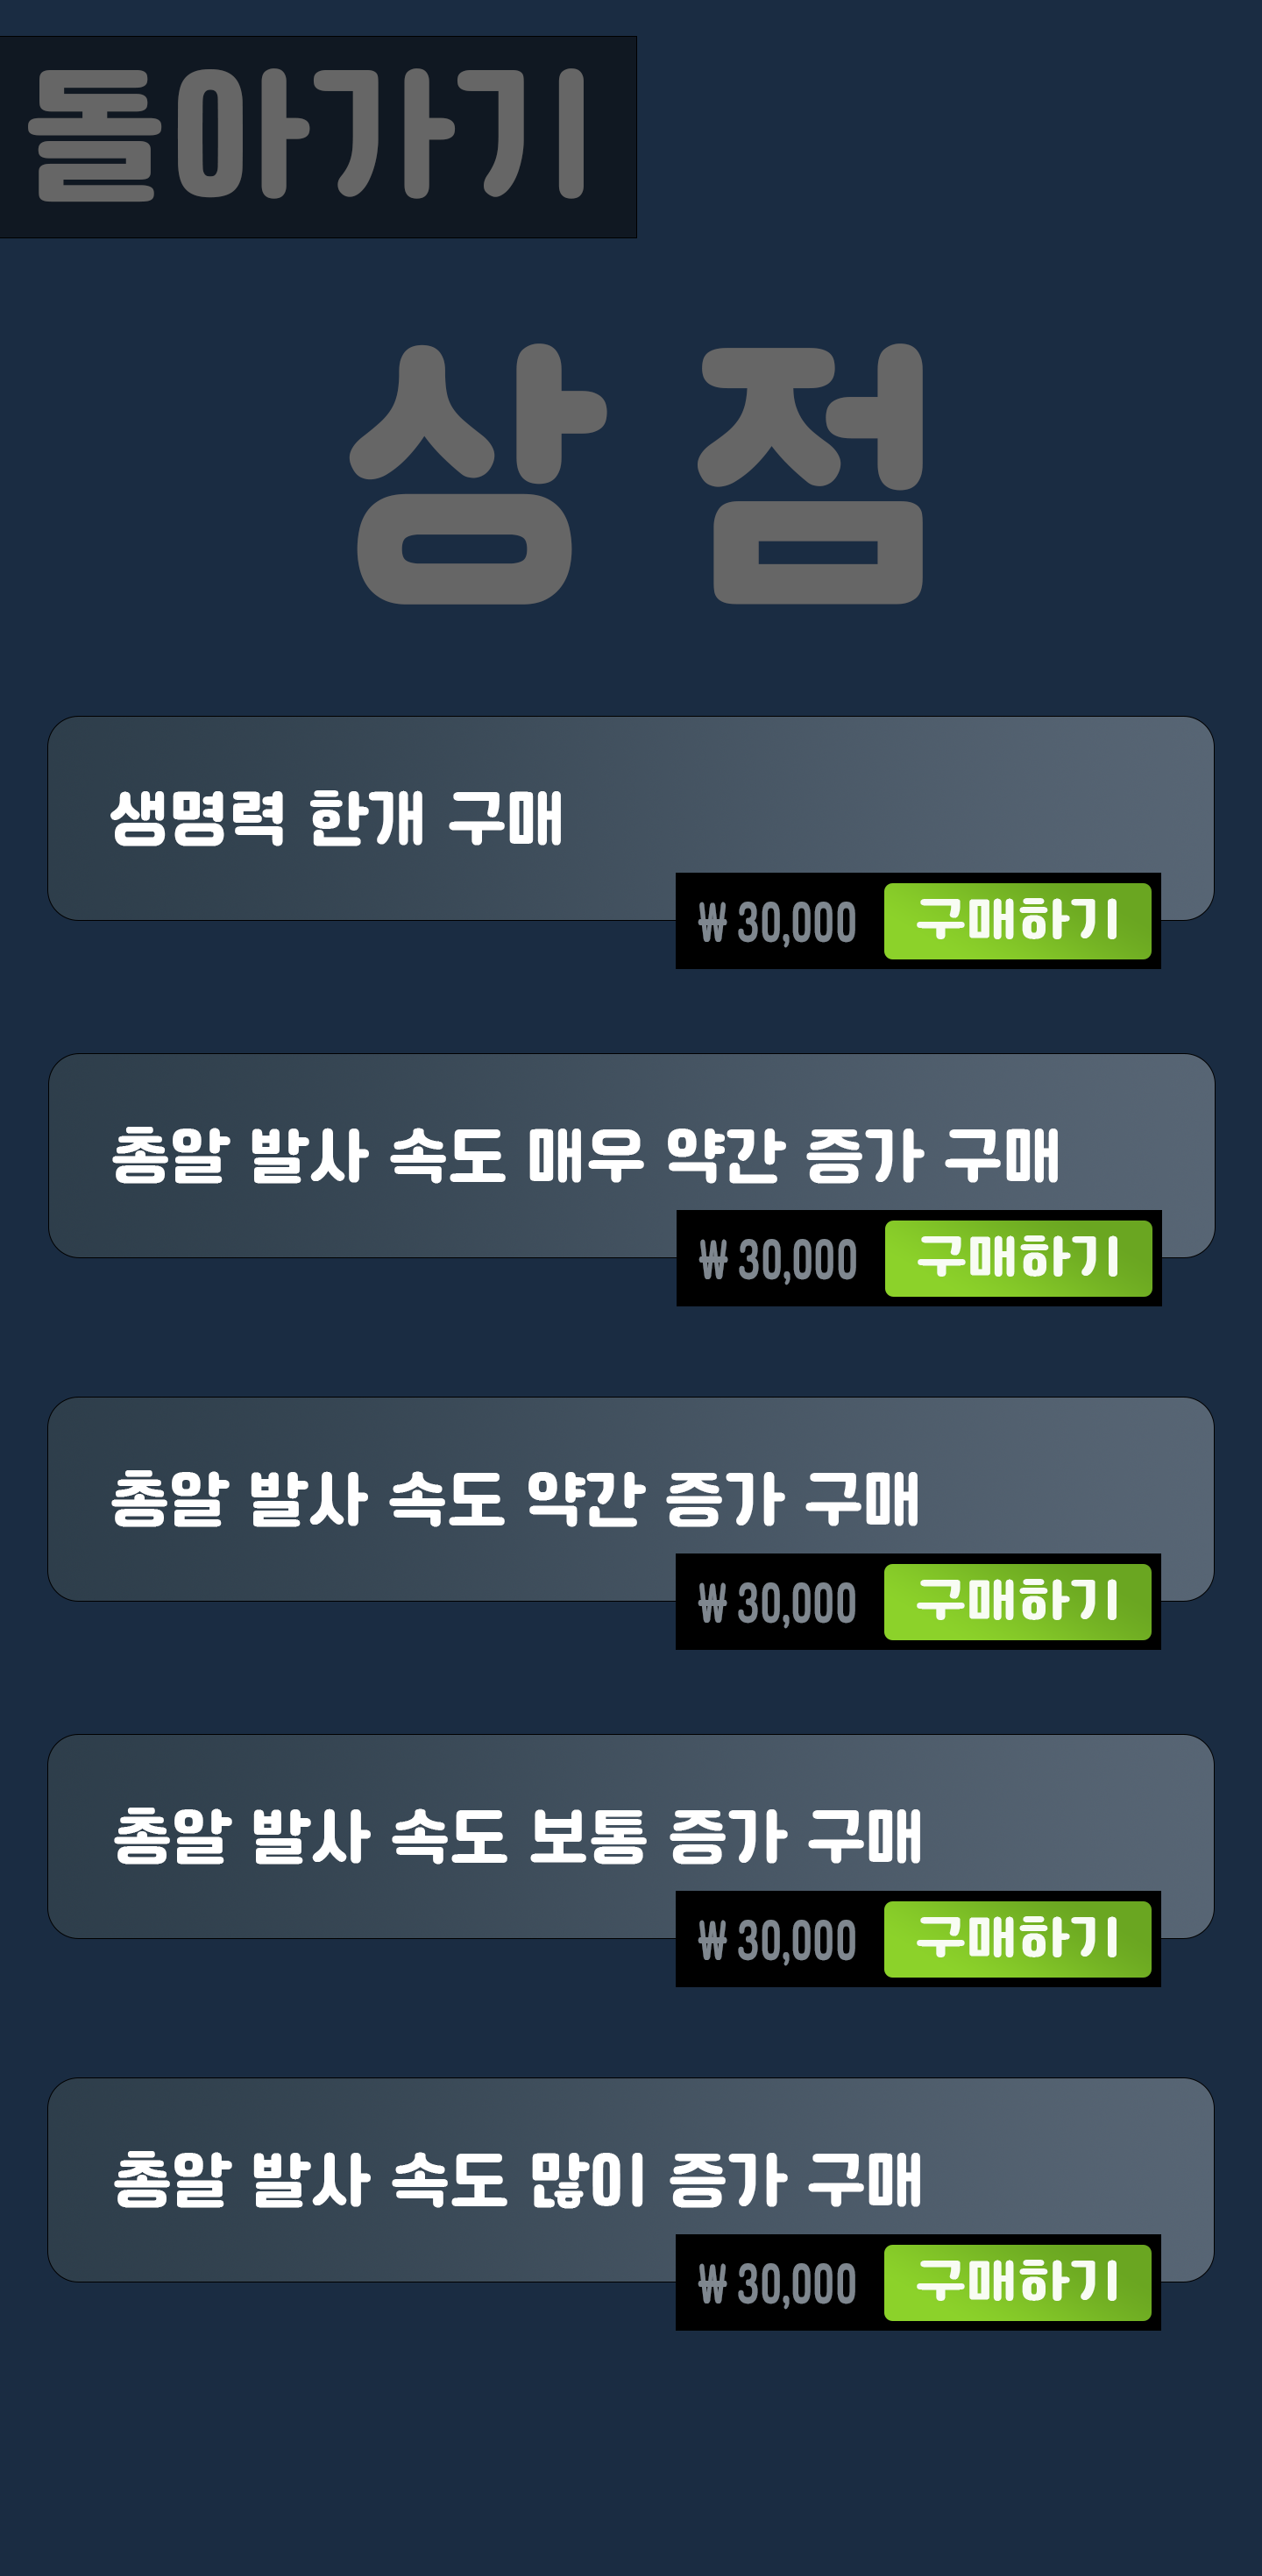 돌아가기
상 점
생명력 한개 구매
₩ 30,000 구매하기
총알 발사 속도 매우 약간 증가 구매
₩ 30,000 구매하기
총알 발사 속도 약간 증가 구매
₩ 30,000 구매하기
총알 발사 속도 보통 증가 구매
₩ 30,000 구매하기
총알 발사 속도 많이 증가 구매
₩ 30,000 구매하기